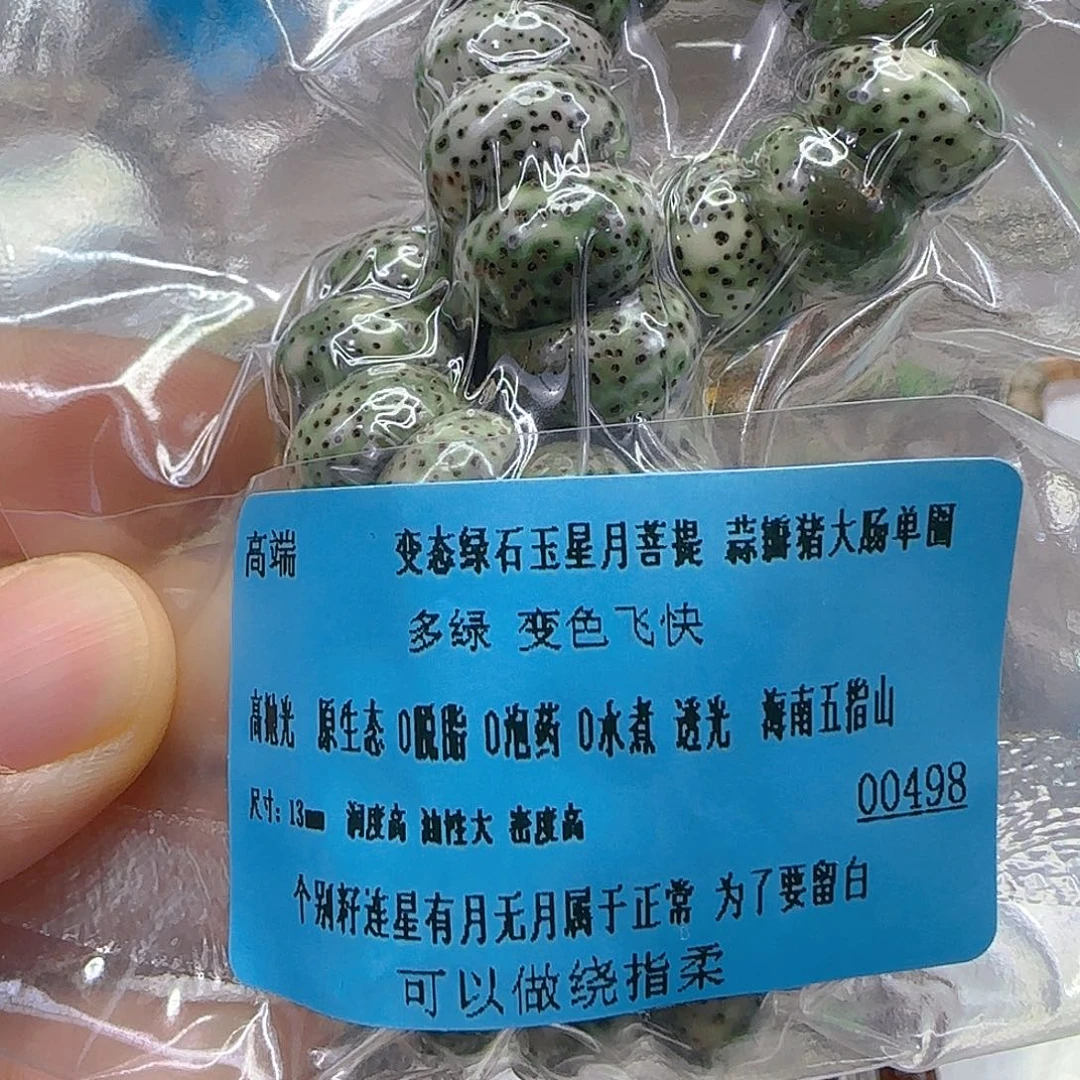 高端 变态绿石玉星月菩提 蒜瓣猪大肠单圈
多绿 变色飞快
高抛光 原生态 0脱脂 0泡药 0水煮 透光 海南五指山
尺寸：13mm 润度高 油性大 密度高
00498
个别籽连星有月无月属于正常 为了要留白
可以做绕指柔